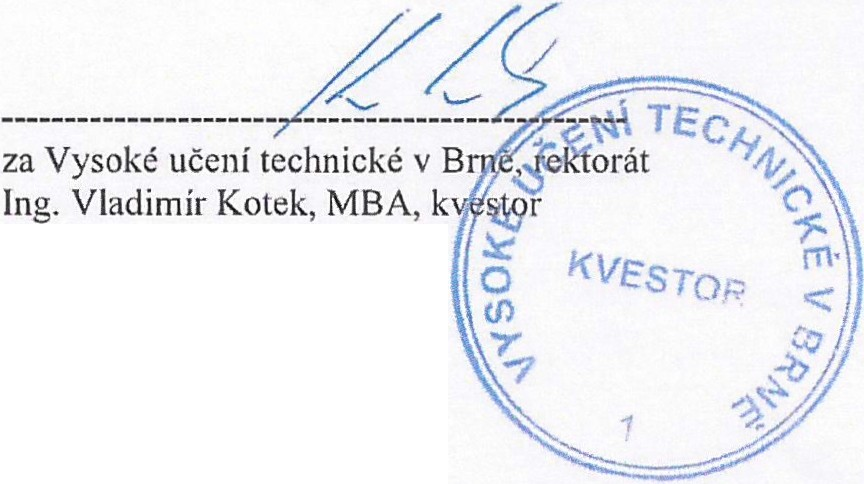 za Vysoké učení technické v Brně, rektorát
Ing. Vladimír Kotek, MBA, kvestor
VYSOKÉ UČENÍ TECHNICKÉ V BRNĚ
KVESTOR
1